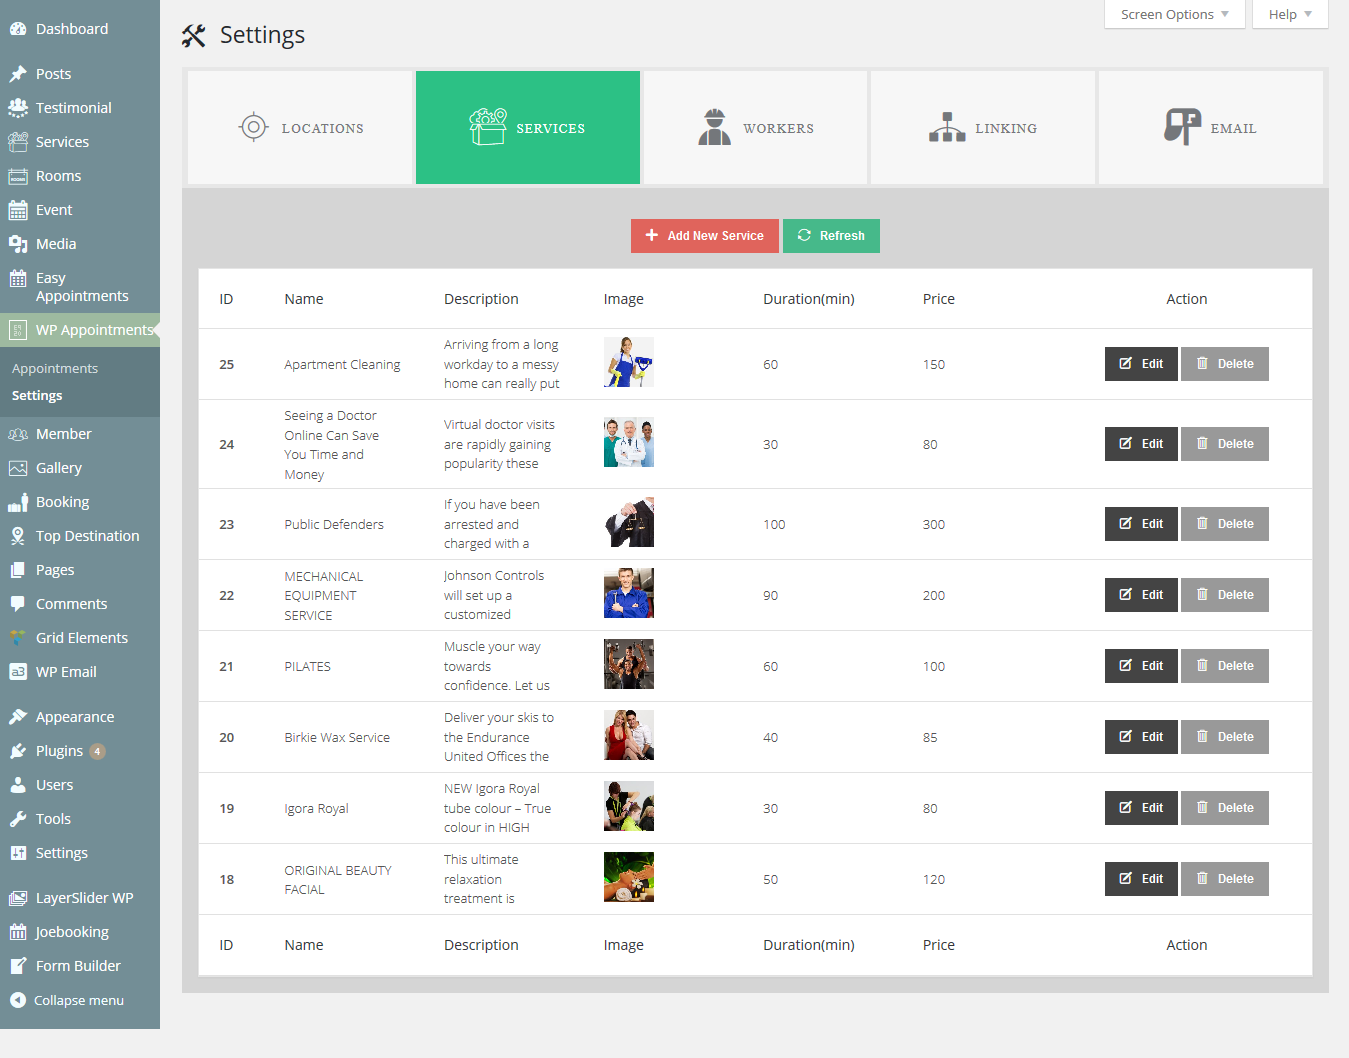 Screen Options
Help
Settings
Dashboard
Posts
Testimonial
Services
Rooms
Event
Media
Easy
Appointments
WP Appointments
Appointments
Settings
Member
Gallery
Booking
Top Destination
Pages
Comments
Grid Elements
a3 WP Email
Appearance
Plugins 4
Users
Tools
Settings
LayerSlider WP
Joebooking
Form Builder
Collapse menu
LOCATIONS
SERVICES
WORKERS
LINKING
EMAIL
Add New Service
Refresh
ID Name Description Image Duration(min) Price Action
25
Apartment Cleaning
Arriving from a long
workday to a messy
home can really put
60
150
Edit
Delete
24
Seeing a Doctor
Online Can Save
You Time and
Money
Virtual doctor visits
are rapidly gaining
popularity these
30
80
Edit
Delete
23
Public Defenders
If you have been
arrested and
charged with a
100
300
Edit
Delete
22
MECHANICAL
EQUIPMENT
SERVICE
Johnson Controls
will set up a
customized
90
200
Edit
Delete
21
PILATES
Muscle your way
towards
confidence. Let us
60
100
Edit
Delete
20
Birkie Wax Service
Deliver your skis to
the Endurance
United Offices the
40
85
Edit
Delete
19
Igora Royal
NEW Igora Royal
tube colour – True
colour in HIGH
30
80
Edit
Delete
18
ORIGINAL BEAUTY
FACIAL
This ultimate
relaxation
treatment is
50
120
Edit
Delete
ID Name Description Image Duration(min) Price Action